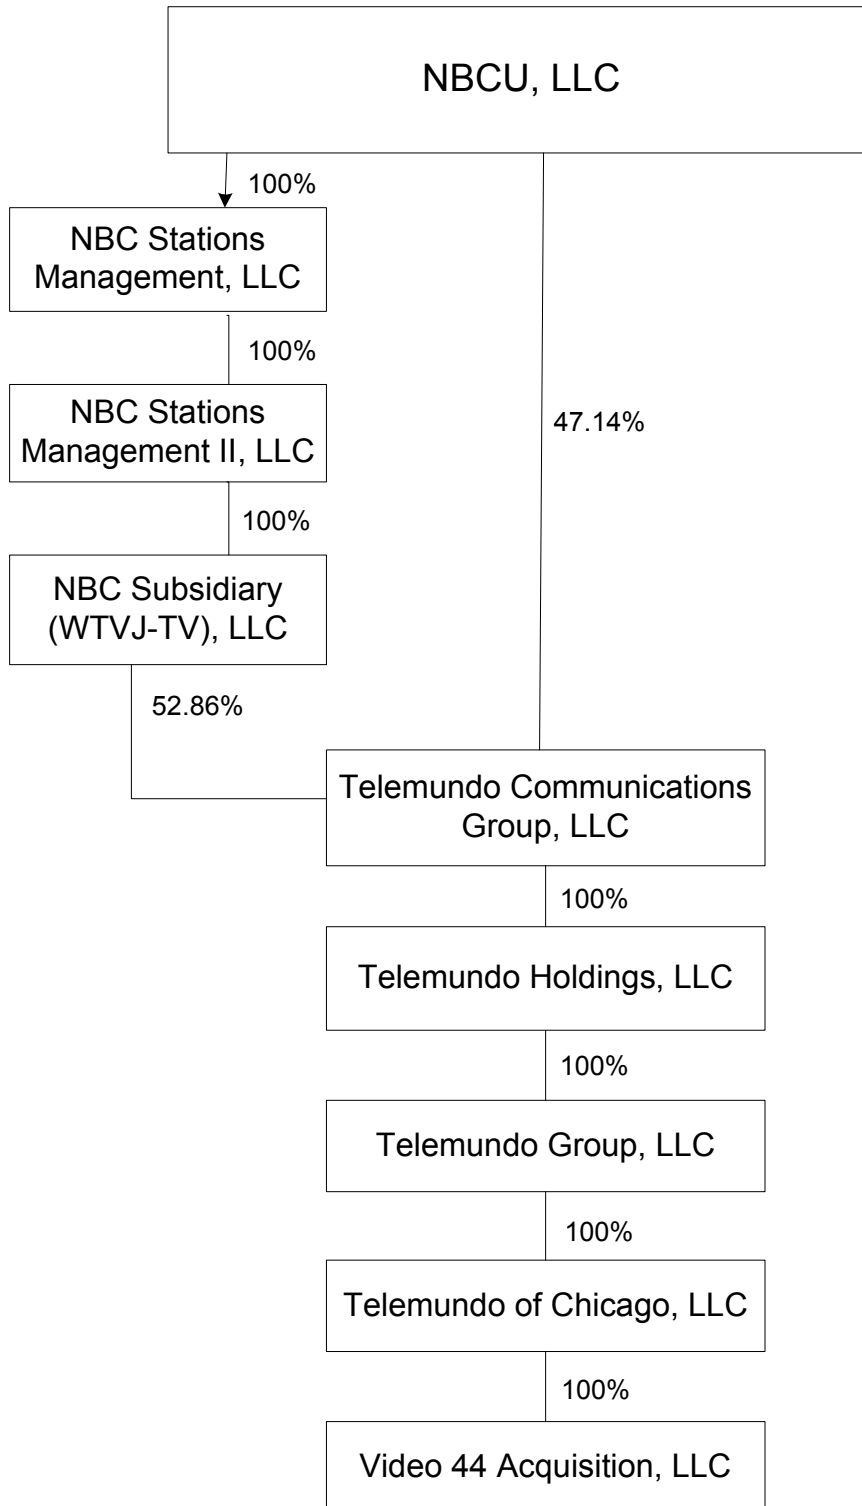 NBCU, LLC
100%
NBC Stations
Management, LLC
100%
NBC Stations
Management II, LLC
47.14%
100%
NBC Subsidiary
(WTVJ-TV), LLC
52.86%
Telemundo Communications
Group, LLC
100%
Telemundo Holdings, LLC
100%
Telemundo Group, LLC
100%
Telemundo of Chicago, LLC
100%
Video 44 Acquisition, LLC